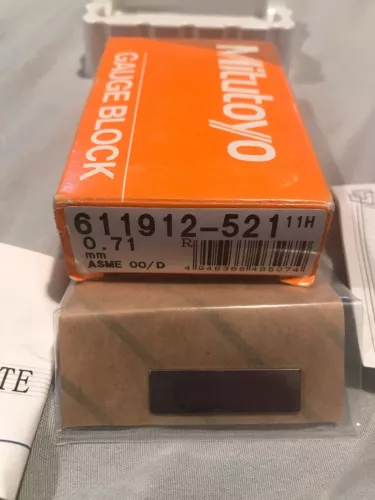 Mitutoyo
GAUGE BLOCK
611912-521 11H
0.71 R
mm
ASME 00/D
TE